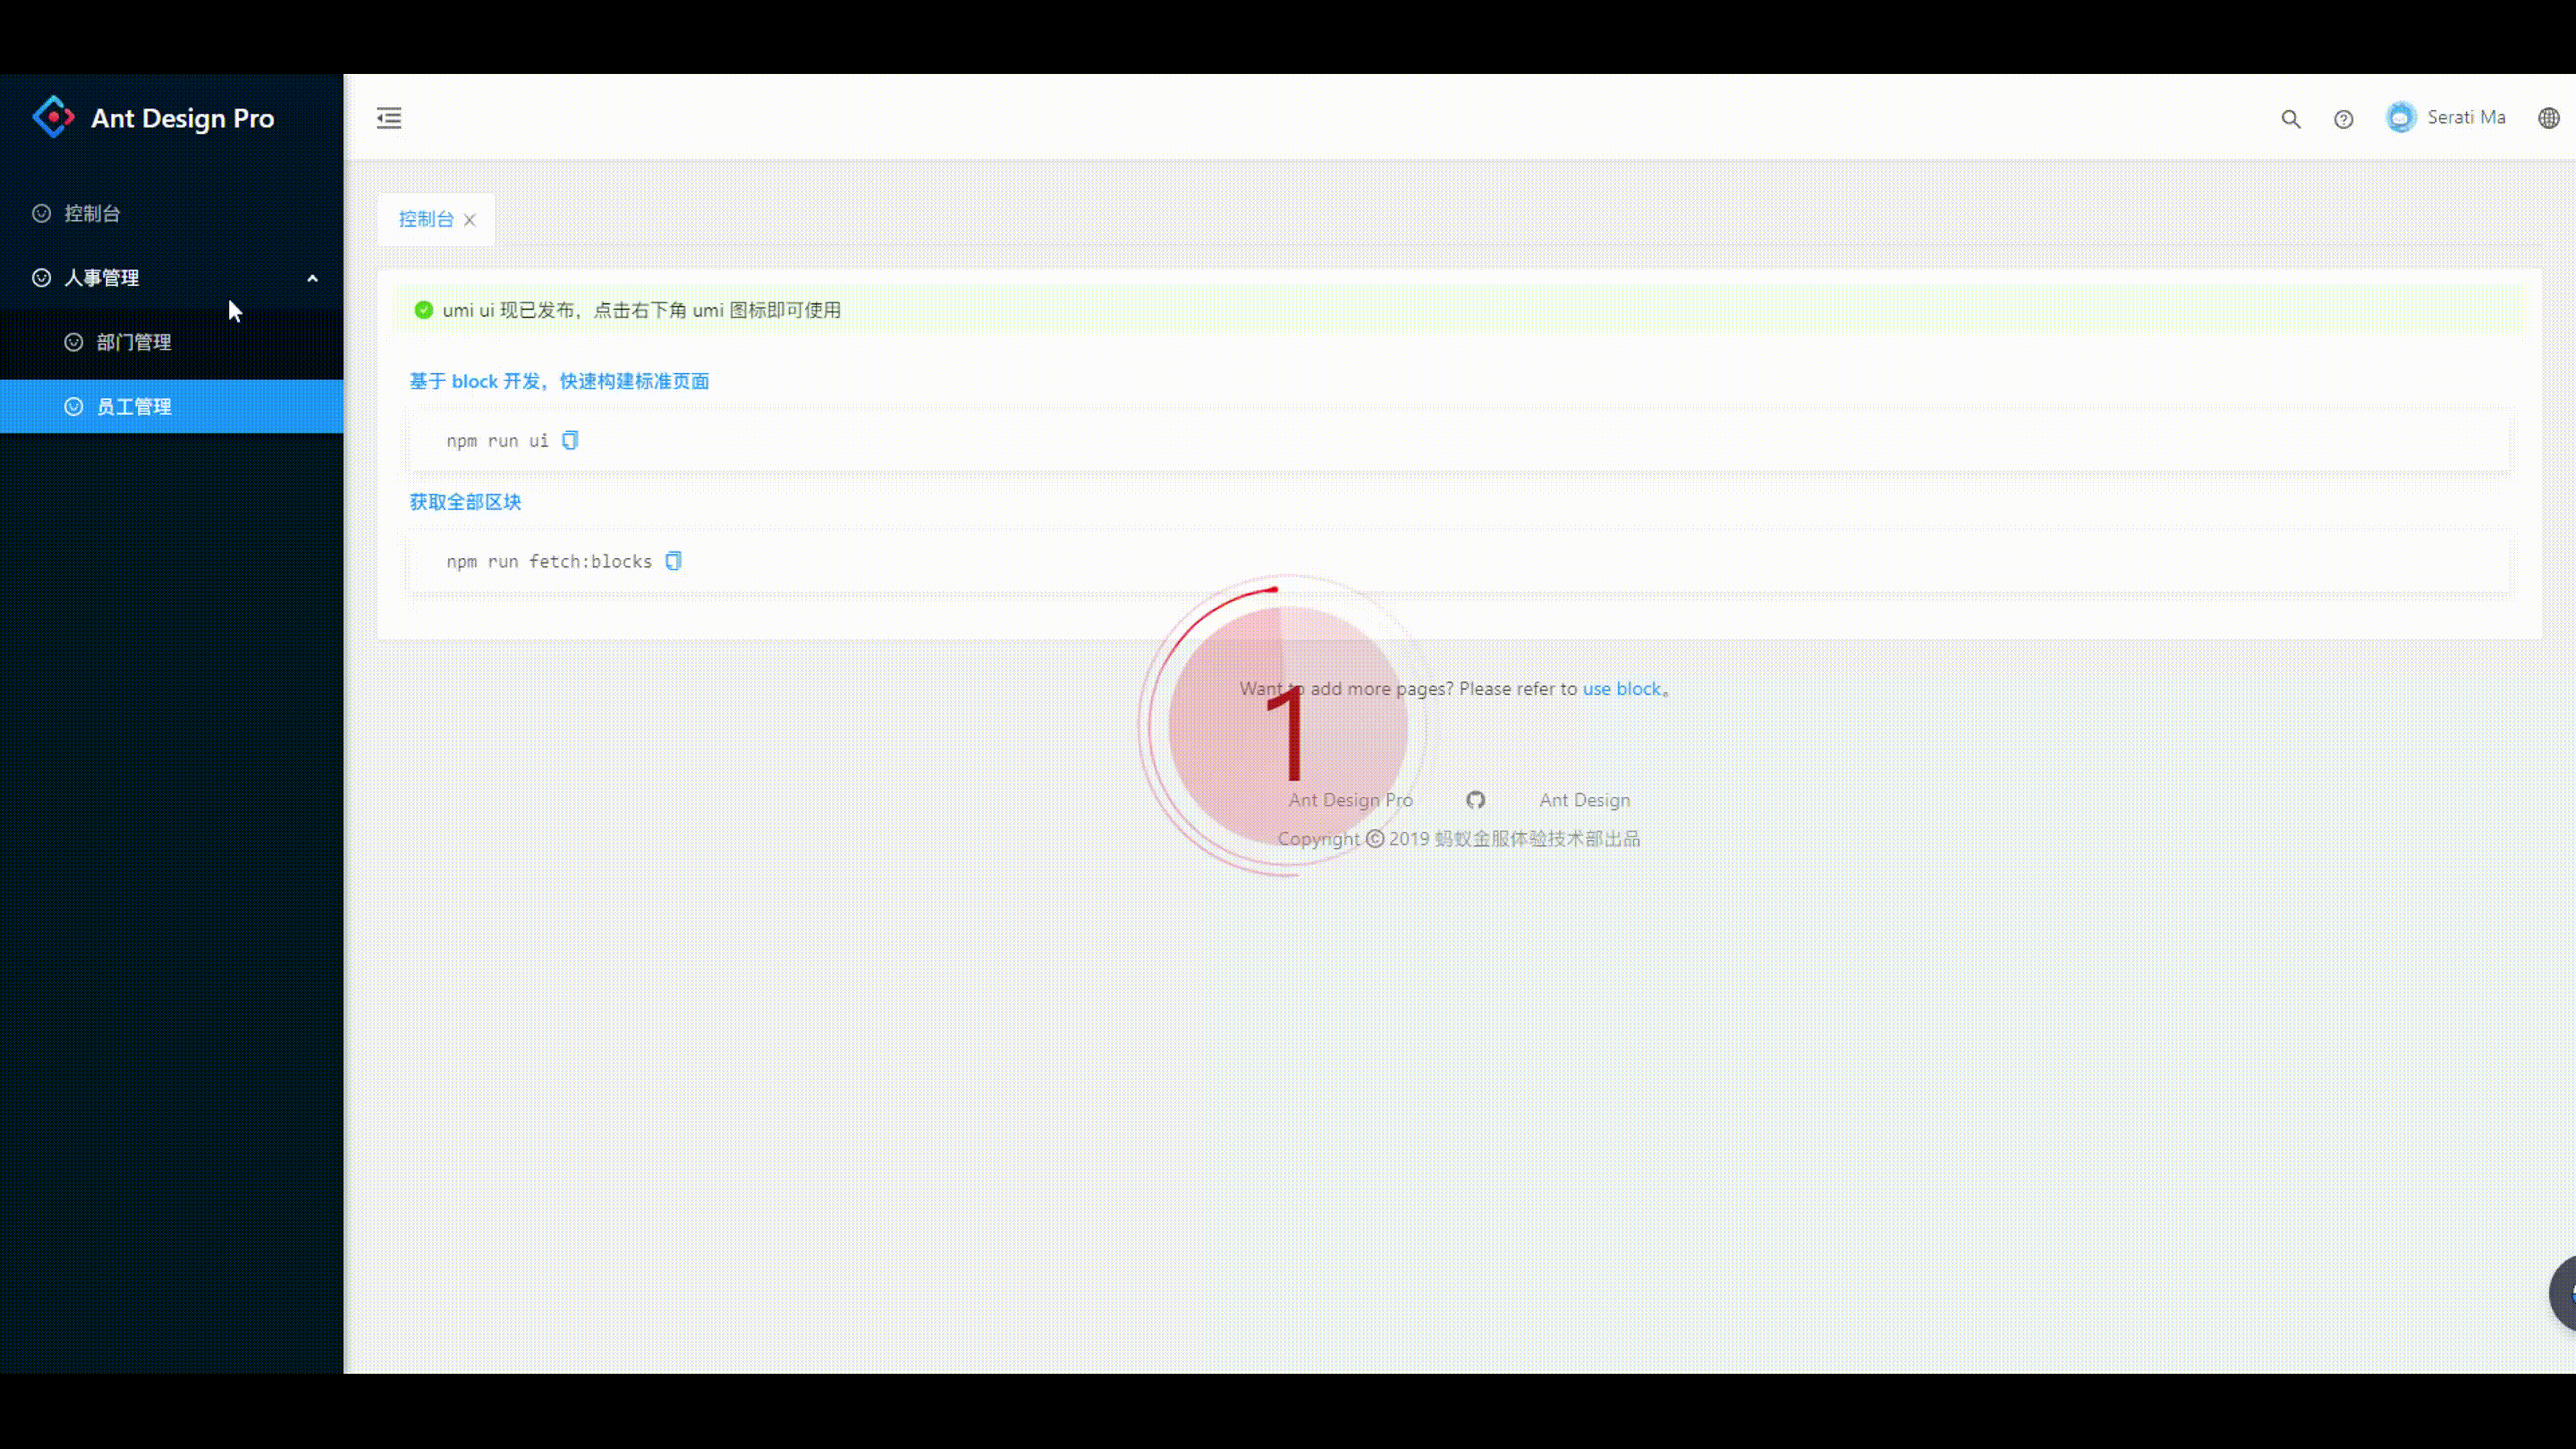 Ant Design Pro
Serati Ma
控制台
人事管理
部门管理
员工管理
控制台
umi ui 现已发布，点击右下角 umi 图标即可使用
基于 block 开发，快速构建标准页面
npm run ui
获取全部区块
npm run fetch:blocks
Want to add more pages? Please refer to use block。
1
Ant Design Pro Ant Design
Copyright © 2019 蚂蚁金服体验技术部出品